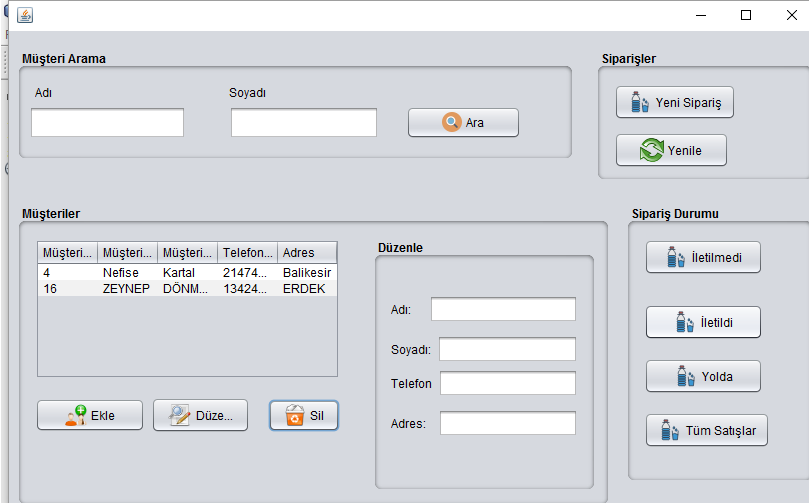 Müşteri Arama
Adı
Soyadı
Ara
Siparişler
Yeni Sipariş
Yenile
Müşteriler
Müşteri... Müşteri... Müşteri... Telefon... Adres
4 Nefise Kartal 21474... Balikesir
16 ZEYNEP DÖNM... 13424... ERDEK
Ekle
Düze...
Sil
Düzenle
Adı:
Soyadı:
Telefon
Adres:
Sipariş Durumu
İletilmedi
İletildi
Yolda
Tüm Satışlar